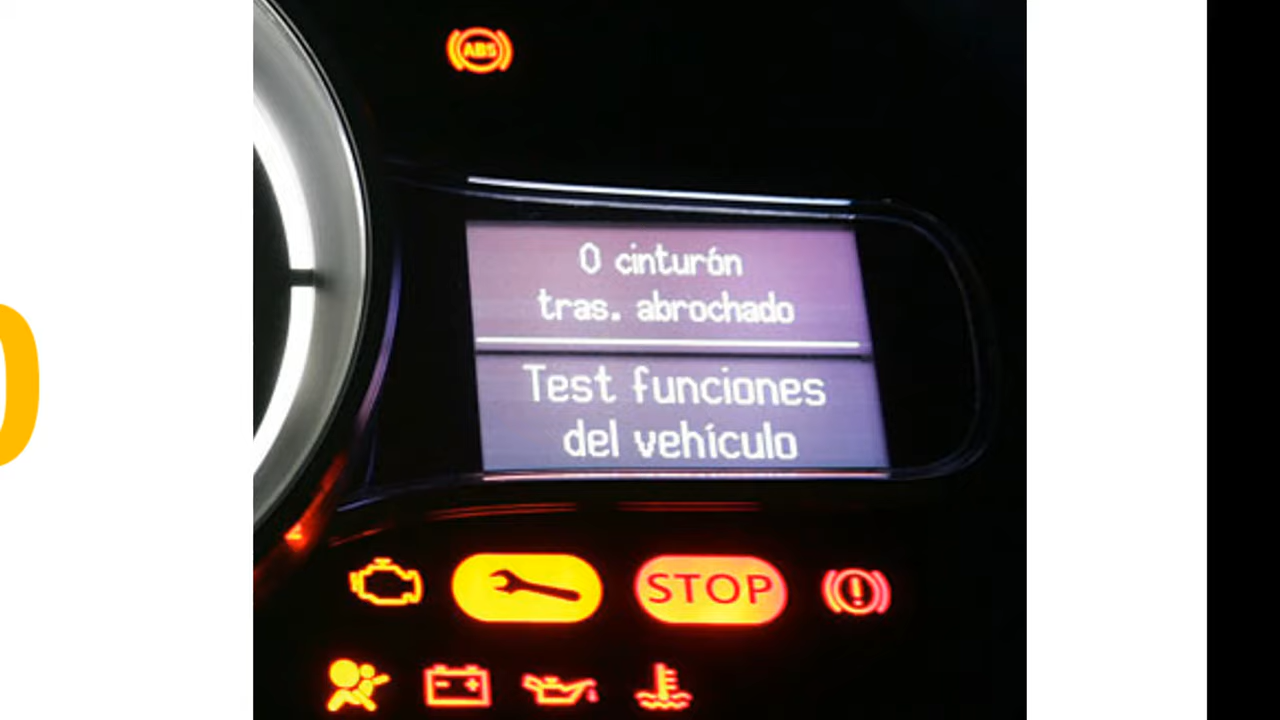 ABS
0 cinturón
tras. abrochado
Test funciones
del vehículo
STOP